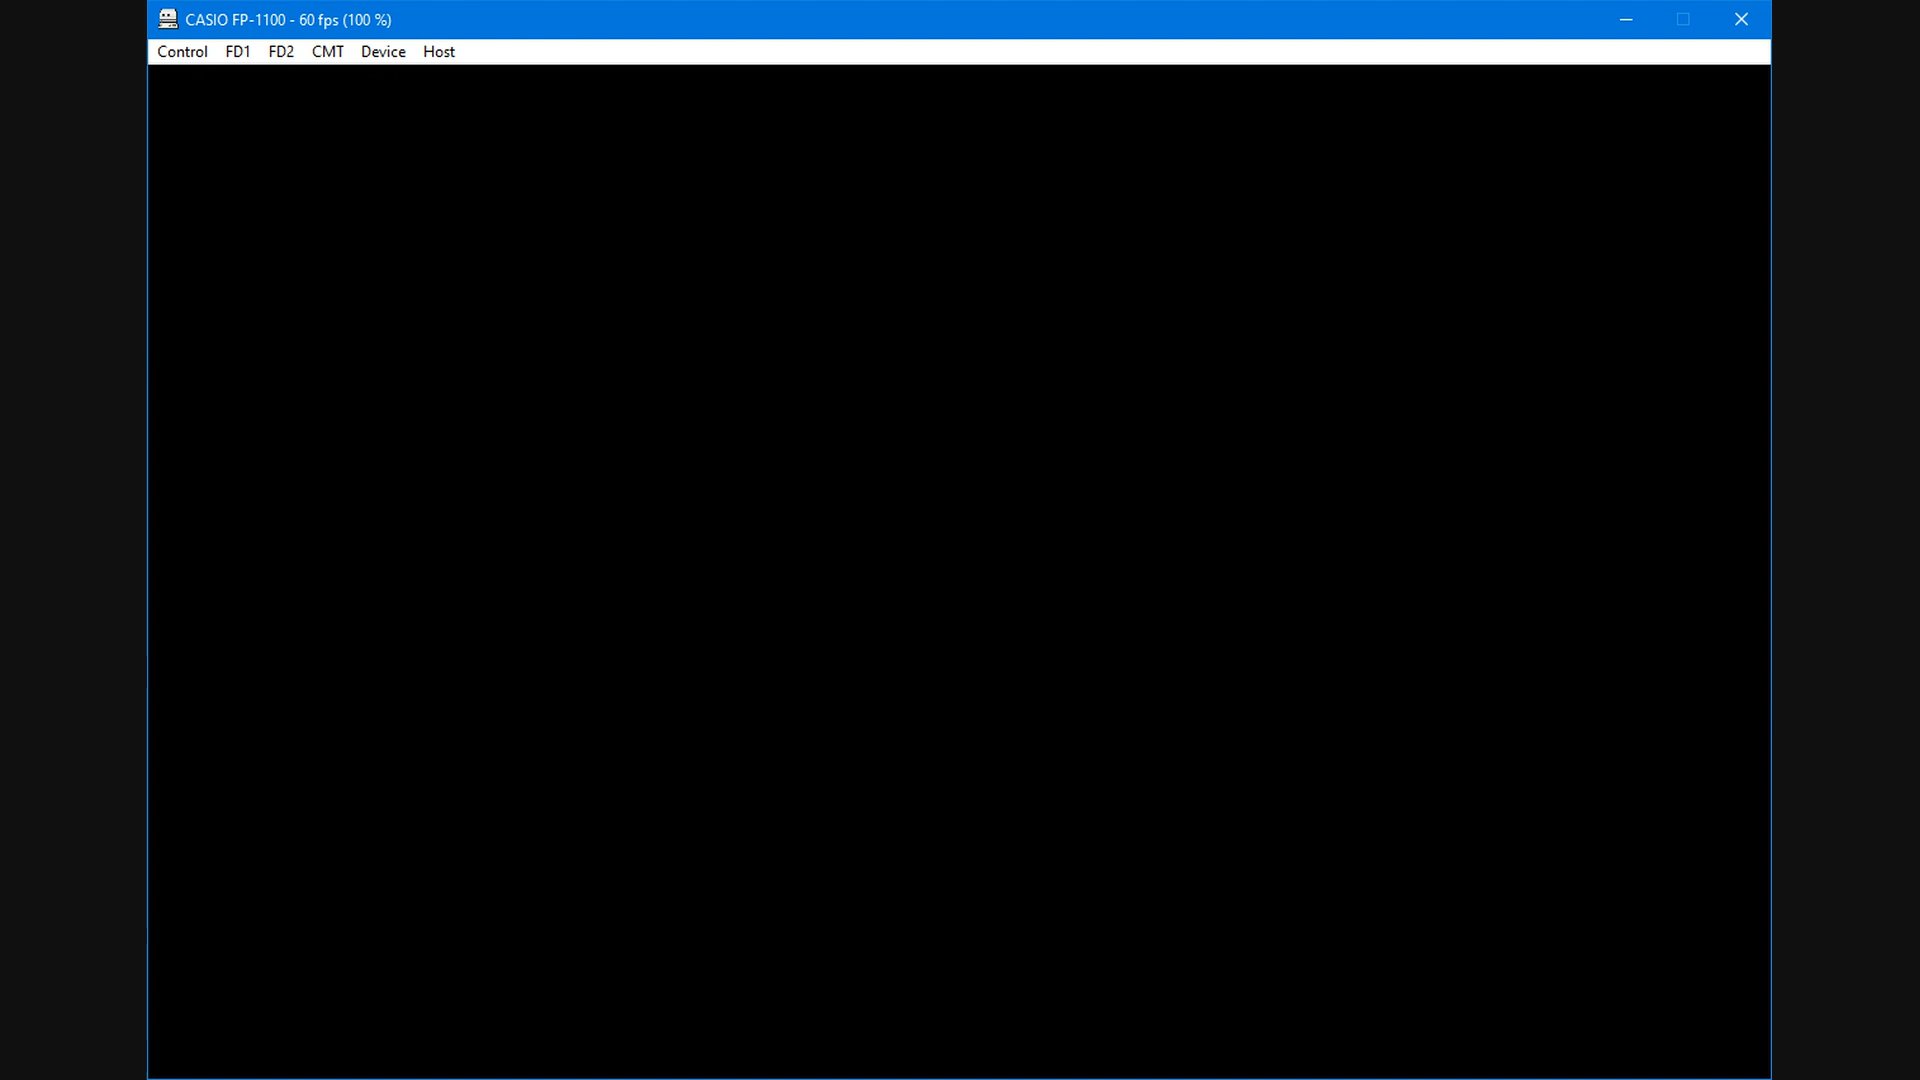 CASIO FP-1100 - 60 fps (100 %)
Control FD1 FD2 CMT Device Host